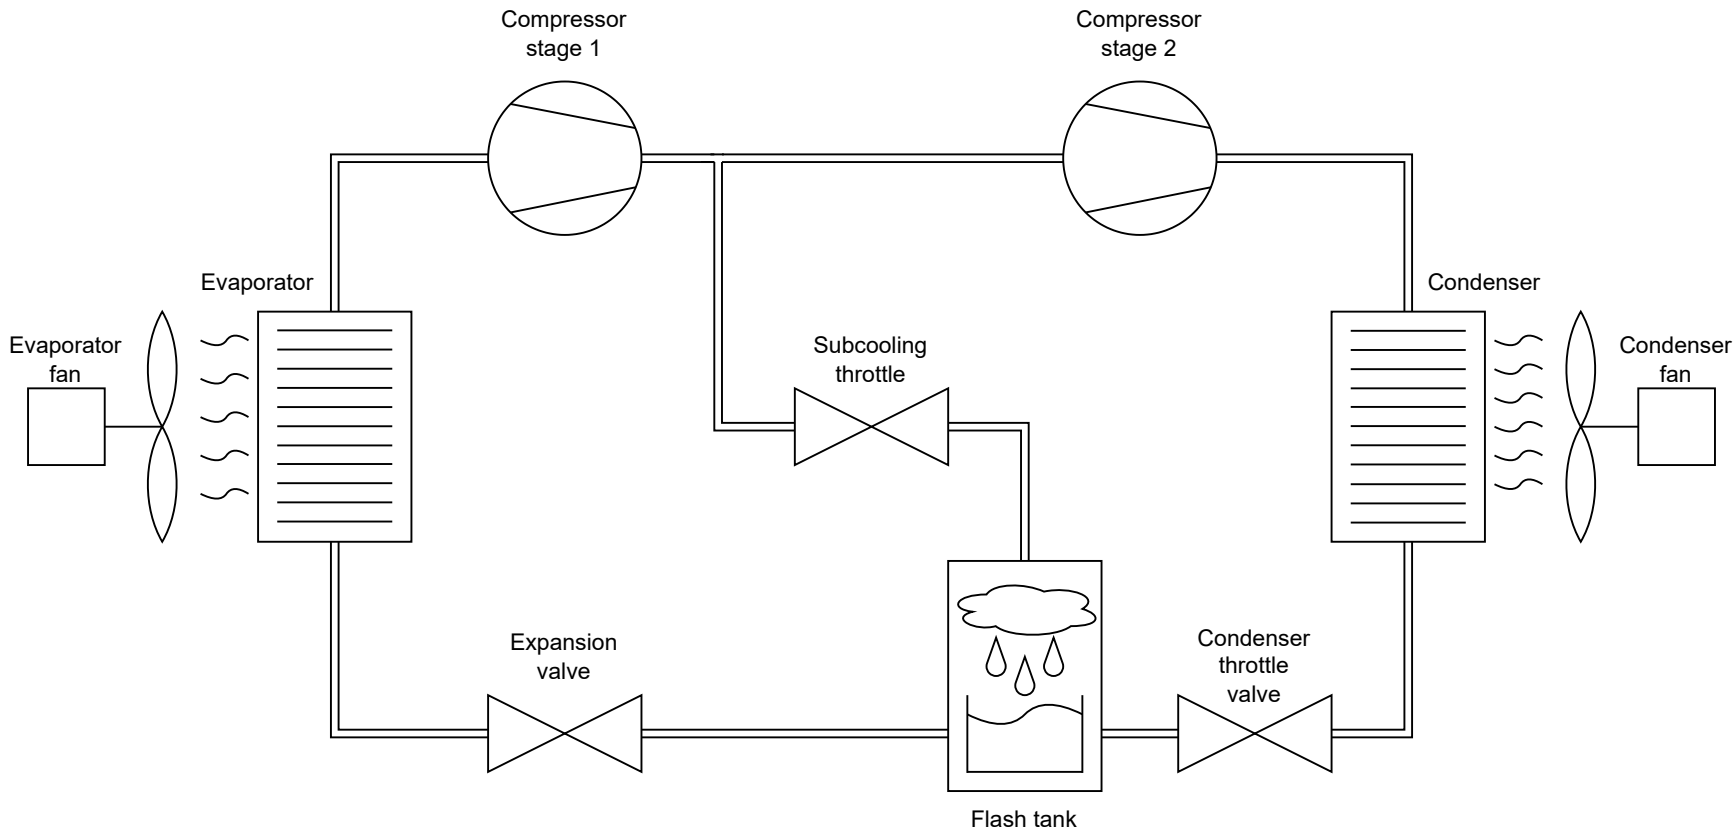 Compressor
stage 1
Compressor
stage 2
Evaporator
Condenser
Evaporator
fan
Subcooling
throttle
Condenser
fan
Expansion
valve
Condenser
throttle
valve
Flash tank